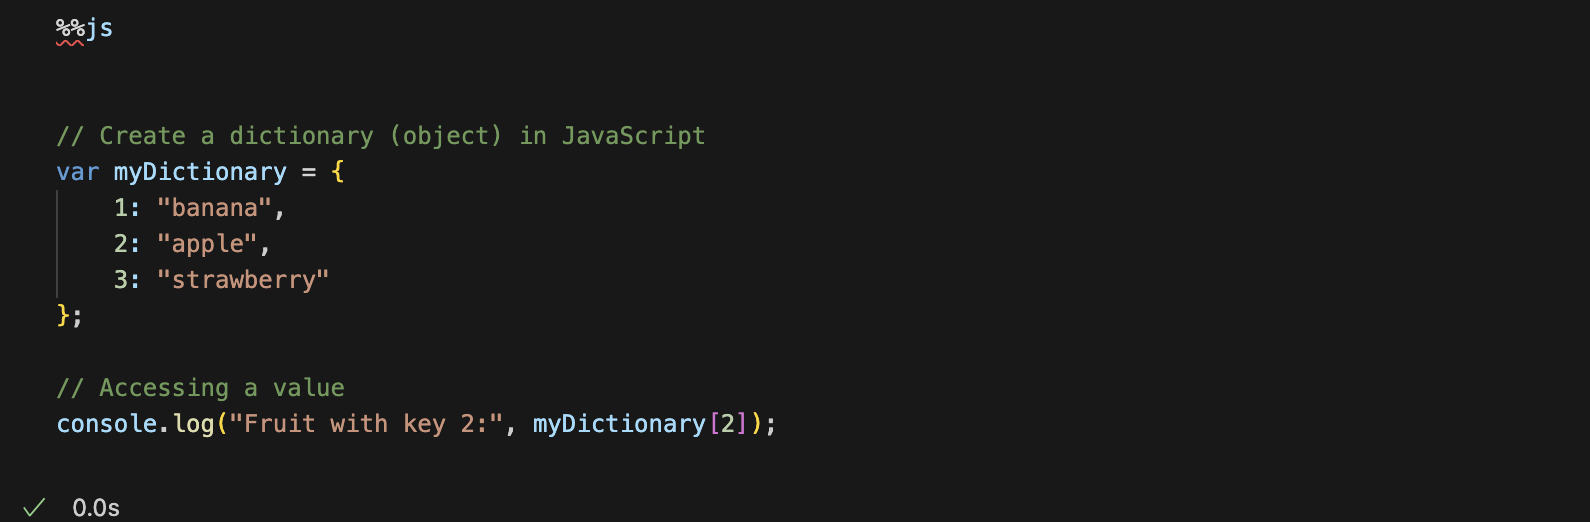 %%js
// Create a dictionary (object) in JavaScript
var myDictionary = {
    1: "banana",
    2: "apple",
    3: "strawberry"
};
// Accessing a value
console.log("Fruit with key 2:", myDictionary[2]);
0.0s